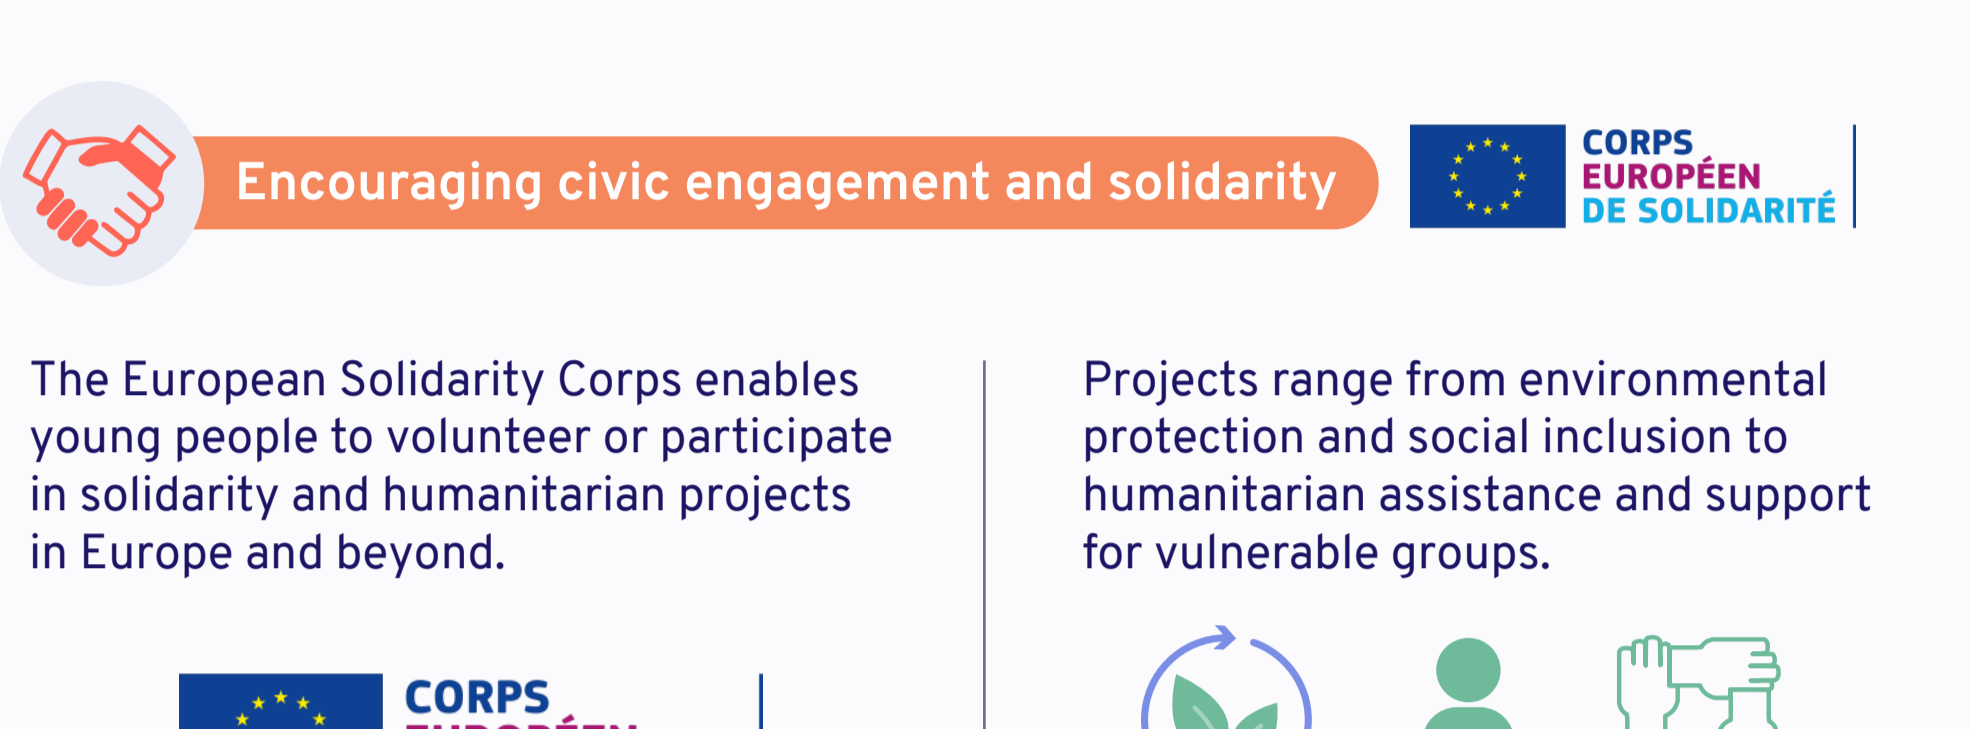 Encouraging civic engagement and solidarity
CORPS
EUROPÉEN
DE SOLIDARITÉ
The European Solidarity Corps enables
young people to volunteer or participate
in solidarity and humanitarian projects
in Europe and beyond.
Projects range from environmental
protection and social inclusion to
humanitarian assistance and support
for vulnerable groups.
CORPS
EUROPÉEN